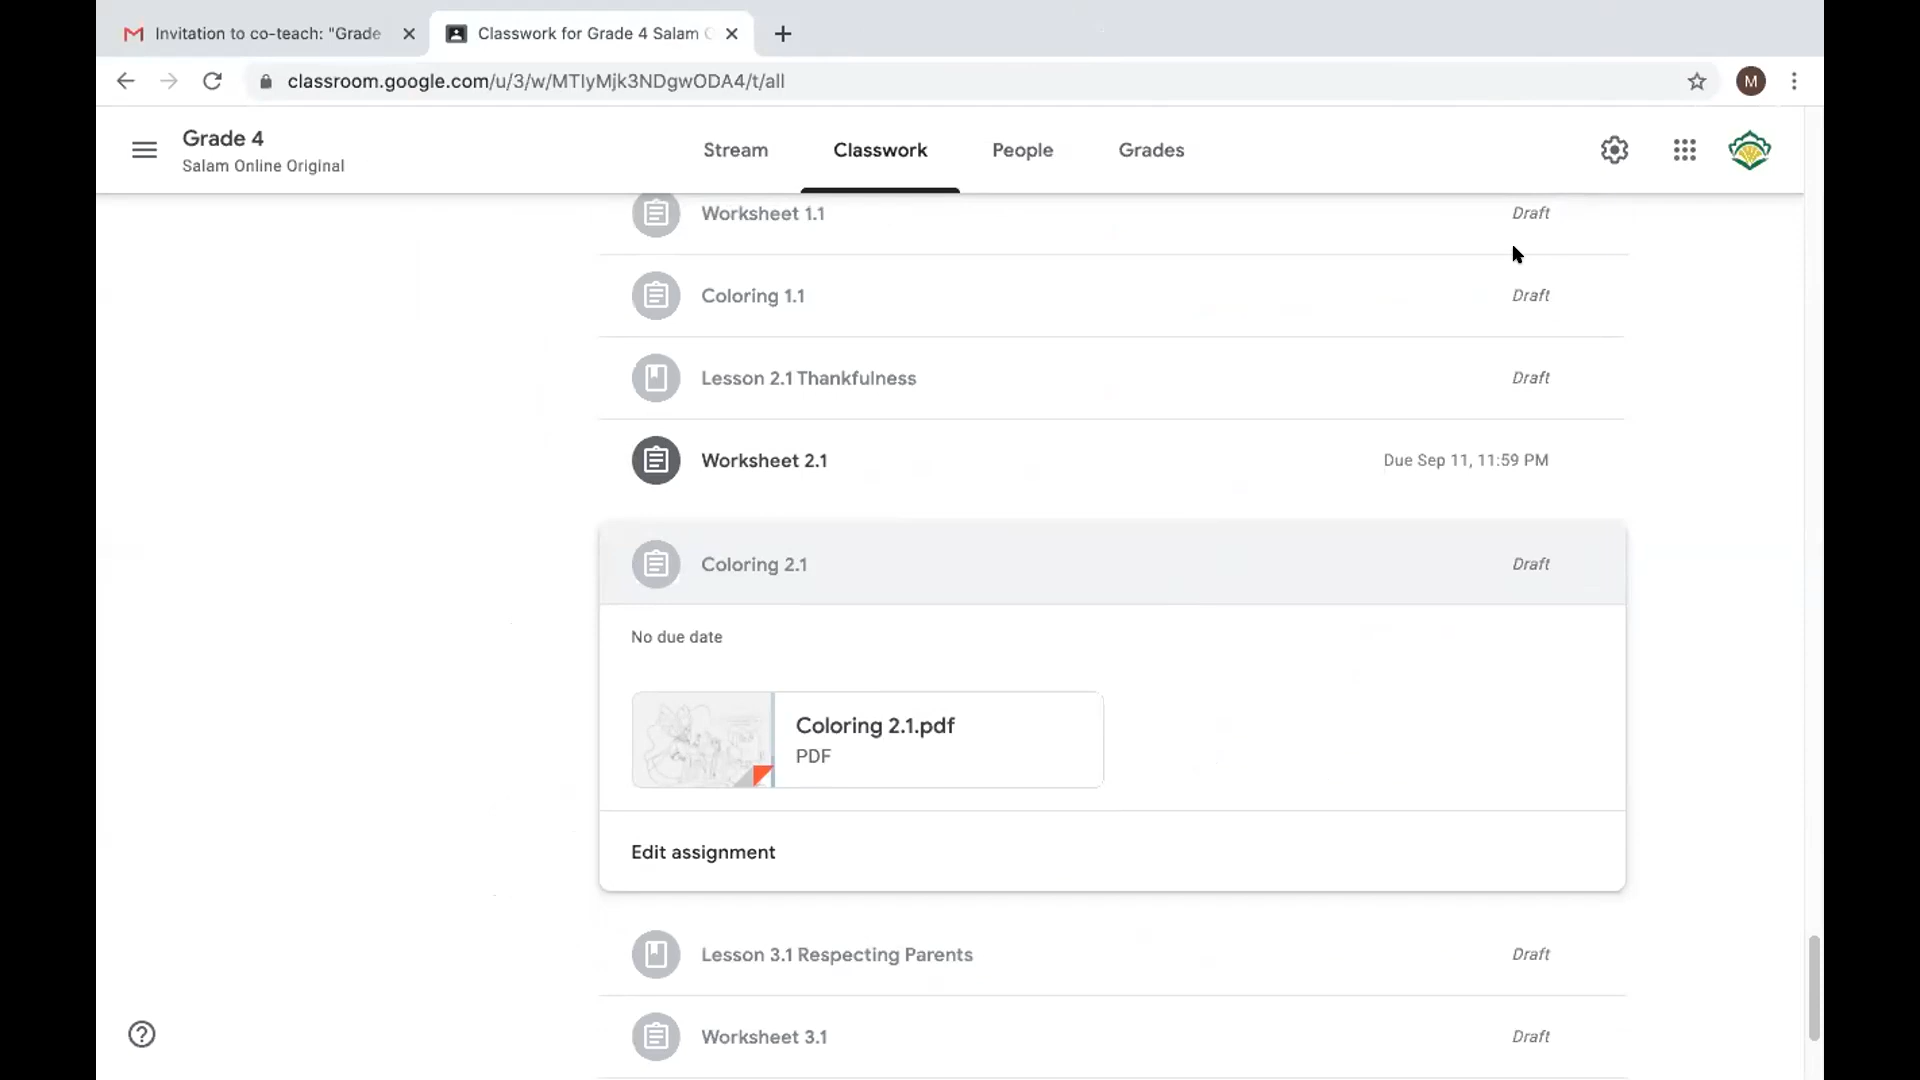 Invitation to co-teach: "Grade
Classwork for Grade 4 Salam
classroom.google.com/u/3/w/MTIyMjk3NDgwODA4/t/all
M
Grade 4
Salam Online Original
Stream
Classwork
People
Grades
Worksheet 1.1
Draft
Coloring 1.1
Draft
Lesson 2.1 Thankfulness
Draft
Worksheet 2.1
Due Sep 11, 11:59 PM
Coloring 2.1
Draft
No due date
Coloring 2.1.pdf
PDF
Edit assignment
Lesson 3.1 Respecting Parents
Draft
Worksheet 3.1
Draft